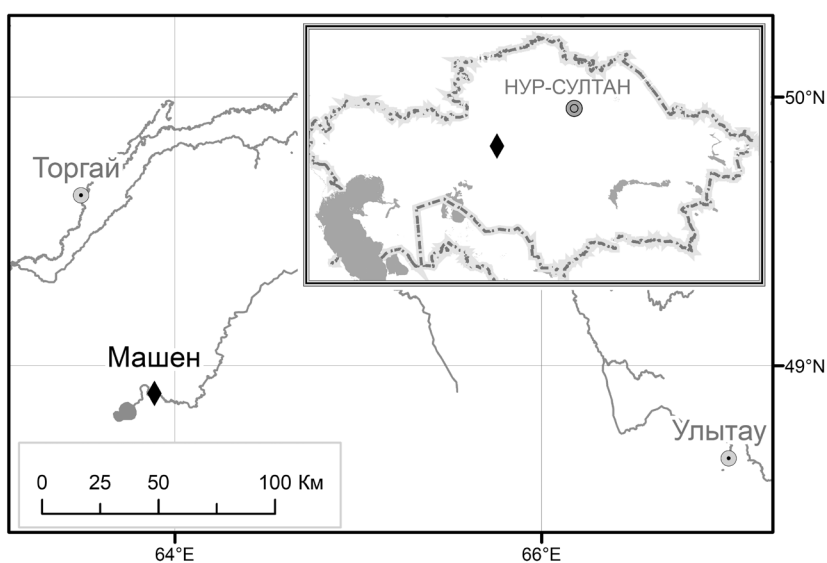 НУР-СУЛТАН
50°N
Торгай
Машен
49°N
Улытау
0 25 50 100 Км
64°E 66°E